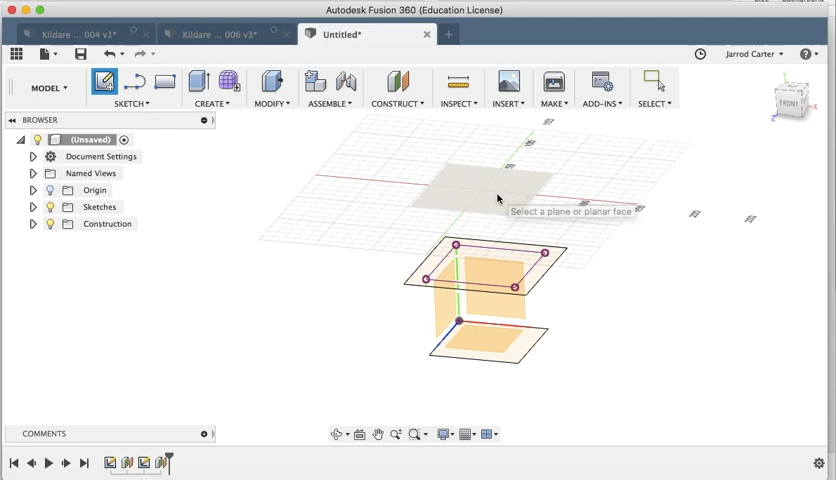 Autodesk Fusion 360 (Education License)
Kildare ... 004 v1*
Kildare ... 006 v3*
Untitled*
Jarrod Carter
MODEL
SKETCH
CREATE
MODIFY
ASSEMBLE
CONSTRUCT
INSPECT
INSERT
MAKE
ADD-INS
SELECT
BROWSER
(Unsaved)
Document Settings
Named Views
Origin
Sketches
Construction
FRONT
Y
X
Z
Select a plane or planar face
COMMENTS